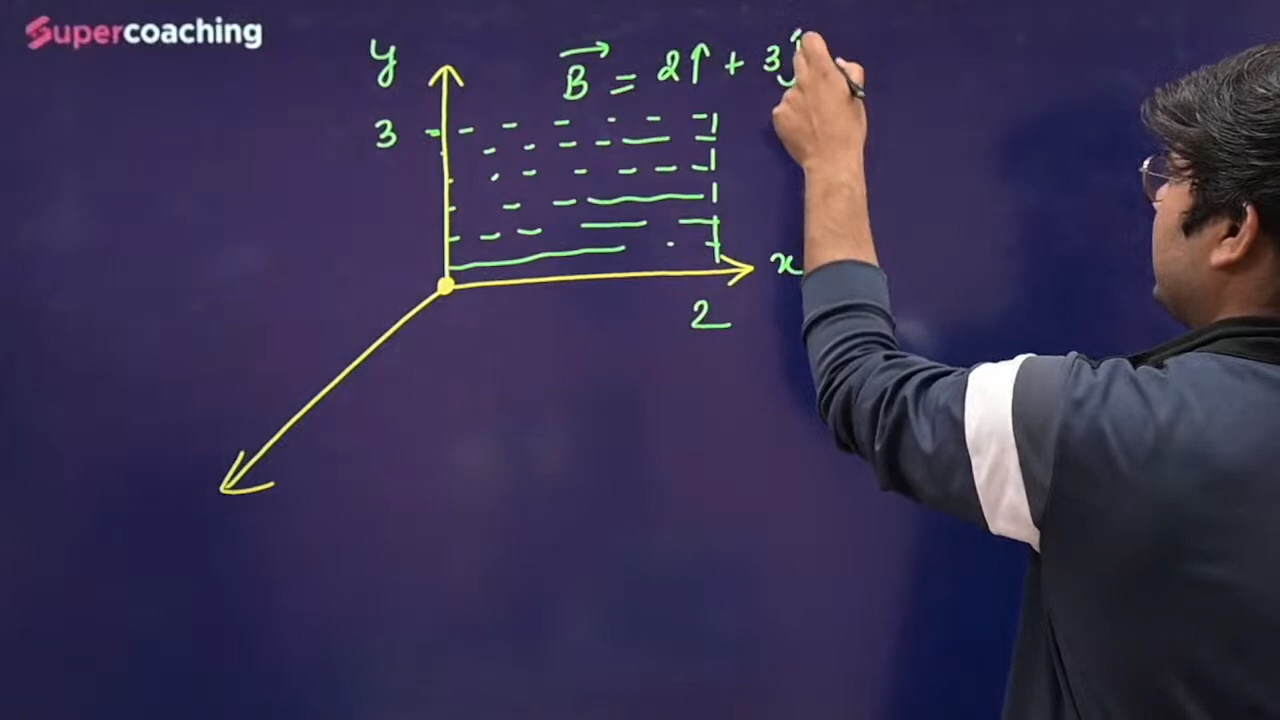 Supercoaching
y
B⃗ = 2î + 3ĵ
3
x
2